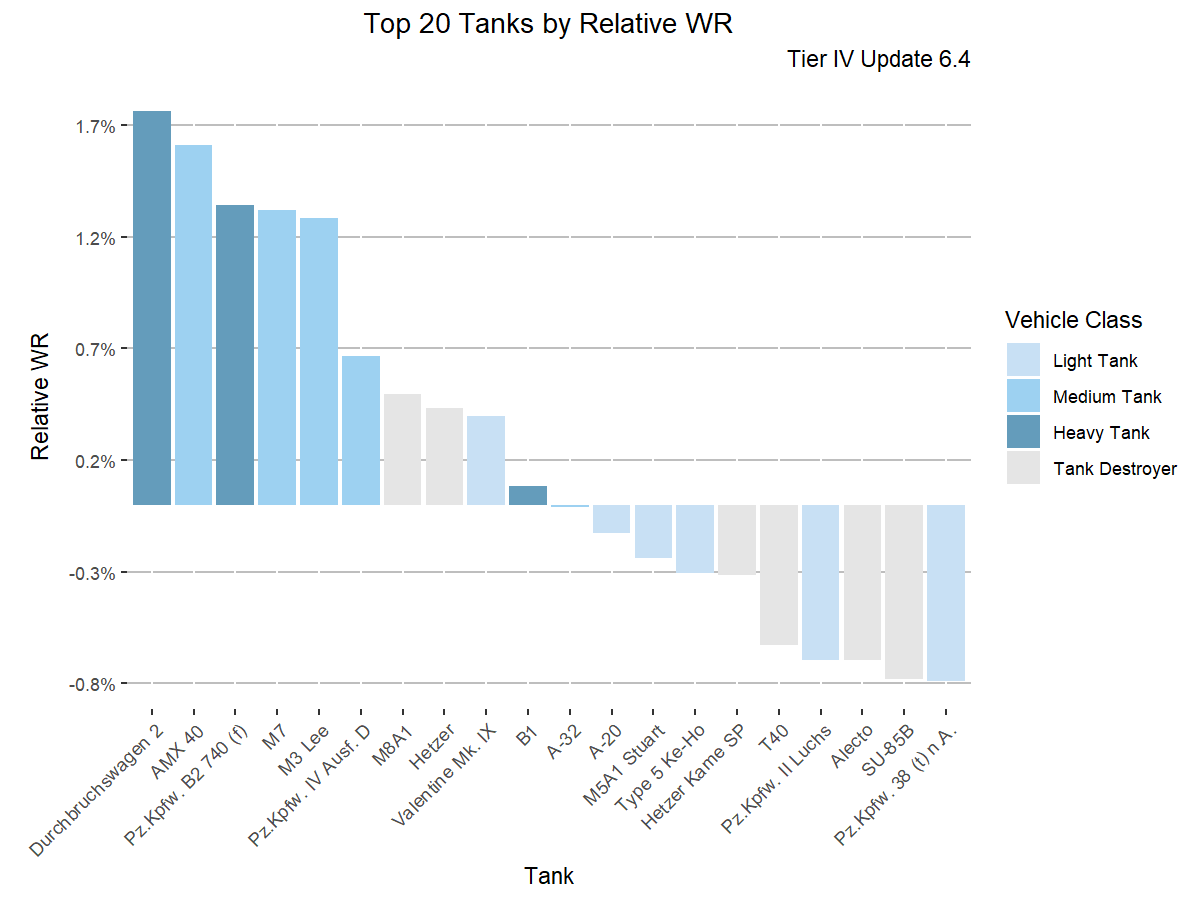 Top 20 Tanks by Relative WR
Tier IV Update 6.4
1.7%
1.2%
0.7%
0.2%
-0.3%
-0.8%
Relative WR
Durchbruchswagen 2
AMX 40
Pz.Kpfw. B2 740 (f)
M7
M3 Lee
Pz.Kpfw. IV Ausf. D
M8A1
Hetzer
Valentine Mk. IX
B1
A-32
A-20
M5A1 Stuart
Type 5 Ke-Ho
Hetzer Kame SP
T40
Pz.Kpfw. II Luchs
Alecto
SU-85B
Pz.Kpfw. 38 (t) n.A.
Tank
Vehicle Class
Light Tank
Medium Tank
Heavy Tank
Tank Destroyer